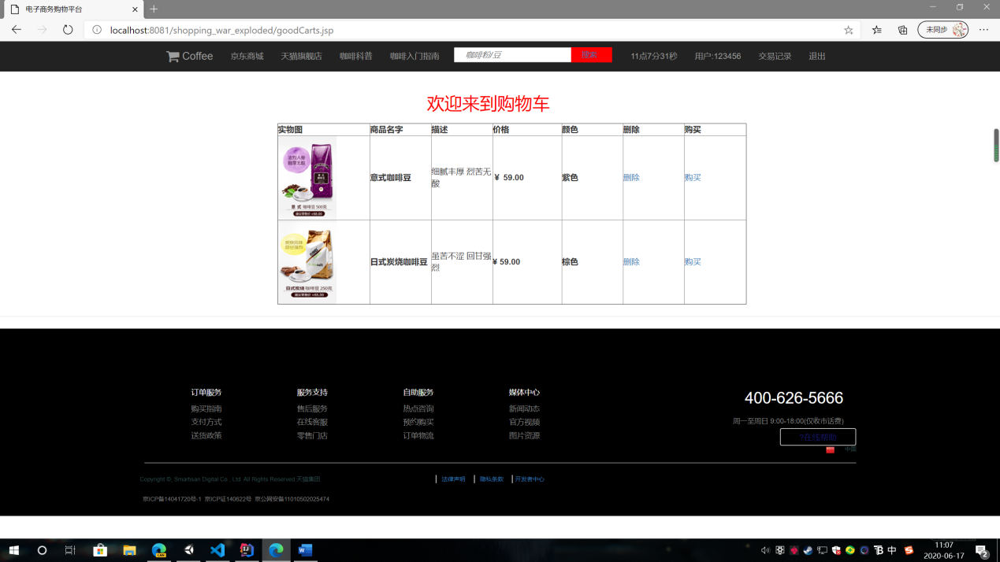 电子商务购物平台
localhost:8081/shopping_war_exploded/goodCarts.jsp
未同步
Coffee 京东商城 天猫旗舰店 咖啡科普 咖啡入门指南 咖啡粉/豆 搜索 11点7分31秒 用户:123456 交易记录 退出
欢迎来到购物车
实物图 商品名字 描述 价格 颜色 删除 购买
意式咖啡豆 500克
建议零售价 ¥68.00
意式咖啡豆
细腻丰厚 烈苦无
酸
¥ 59.00
紫色
删除
购买
日式炭烧 咖啡豆 250克
日式炭烧咖啡豆
虽苦不涩 回甘强
烈
¥ 59.00
棕色
删除
购买
订单服务 服务支持 自助服务 媒体中心
购买指南 售后服务 热点咨询 新闻动态
支付方式 在线客服 预约购买 官方视频
送货政策 零售门店 订单物流 图片资源
400-626-5666
周一至周日 9:00-18:00(仅收市话费)
?在线帮助
中国
Copyright ©, Smartisan Digital Co., Ltd. All Rights Reserved 天猫集团
法律声明 隐私条款 开发者中心
京ICP备14041720号-1 京ICP证140622号 京公网安备11010502025474
中
11:07
2020-06-17
2